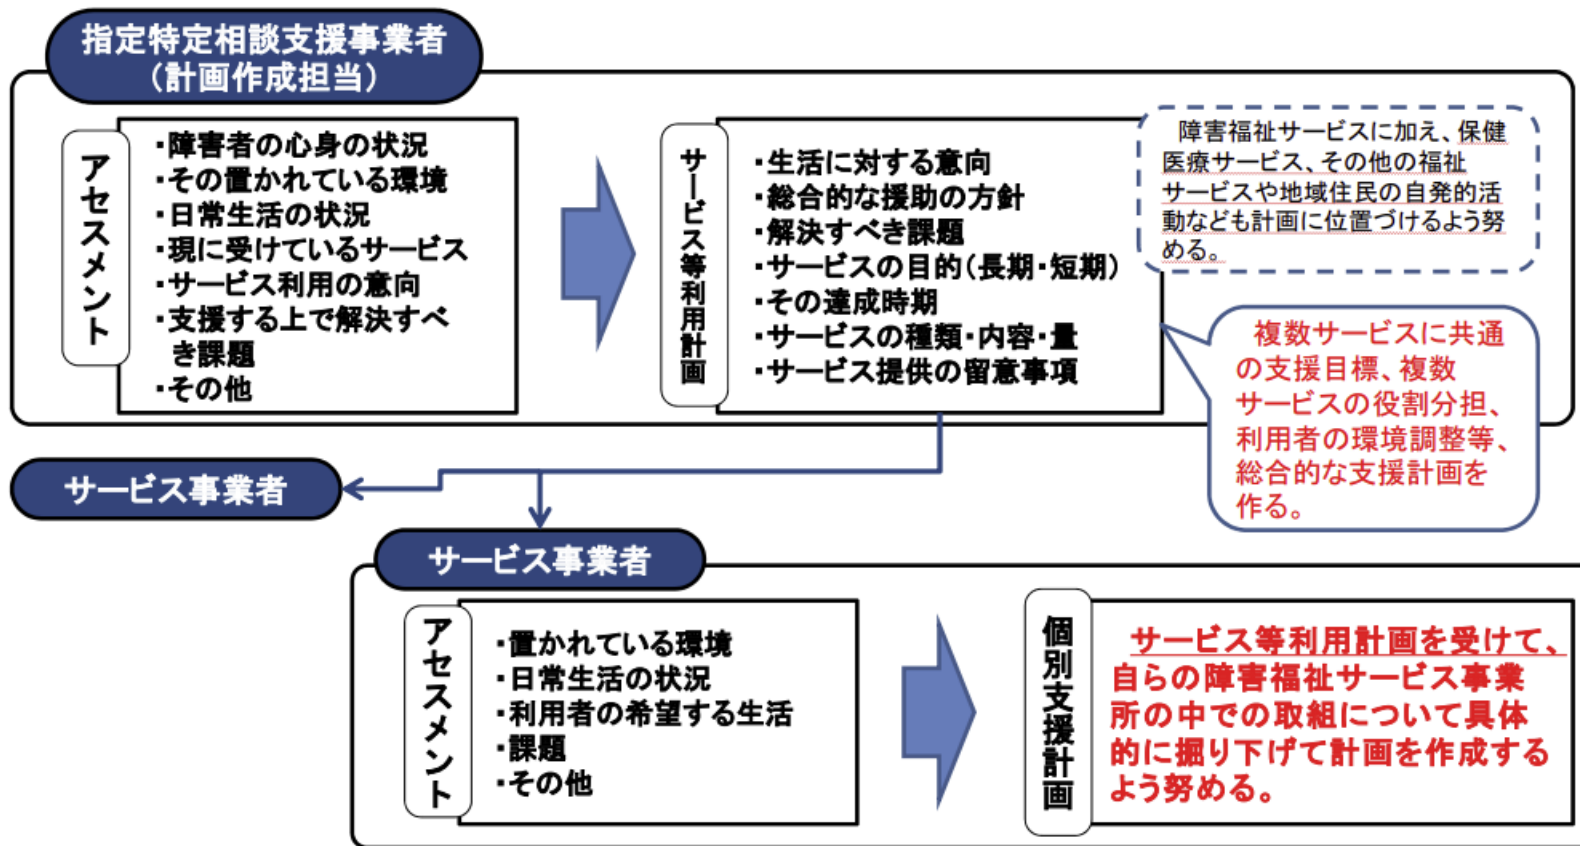 指定特定相談支援事業者
（計画作成担当）
アセスメント
・障害者の心身の状況
・その置かれている環境
・日常生活の状況
・現に受けているサービス
・サービス利用の意向
・支援する上で解決すべ
き課題
・その他
サービス等利用計画
・生活に対する意向
・総合的な援助の方針
・解決すべき課題
・サービスの目的（長期・短期）
・その達成時期
・サービスの種類・内容・量
・サービス提供の留意事項
障害福祉サービスに加え、保健
医療サービス、その他の福祉
サービスや地域住民の自発的活
動なども計画に位置づけるよう努
める。
複数サービスに共通
の支援目標、複数
サービスの役割分担、
利用者の環境調整等、
総合的な支援計画を
作る。
サービス事業者
サービス事業者
アセスメント
・置かれている環境
・日常生活の状況
・利用者の希望する生活
・課題
・その他
個別支援計画
サービス等利用計画を受けて、
自らの障害福祉サービス事業
所の中での取組について具体
的に掘り下げて計画を作成する
よう努める。